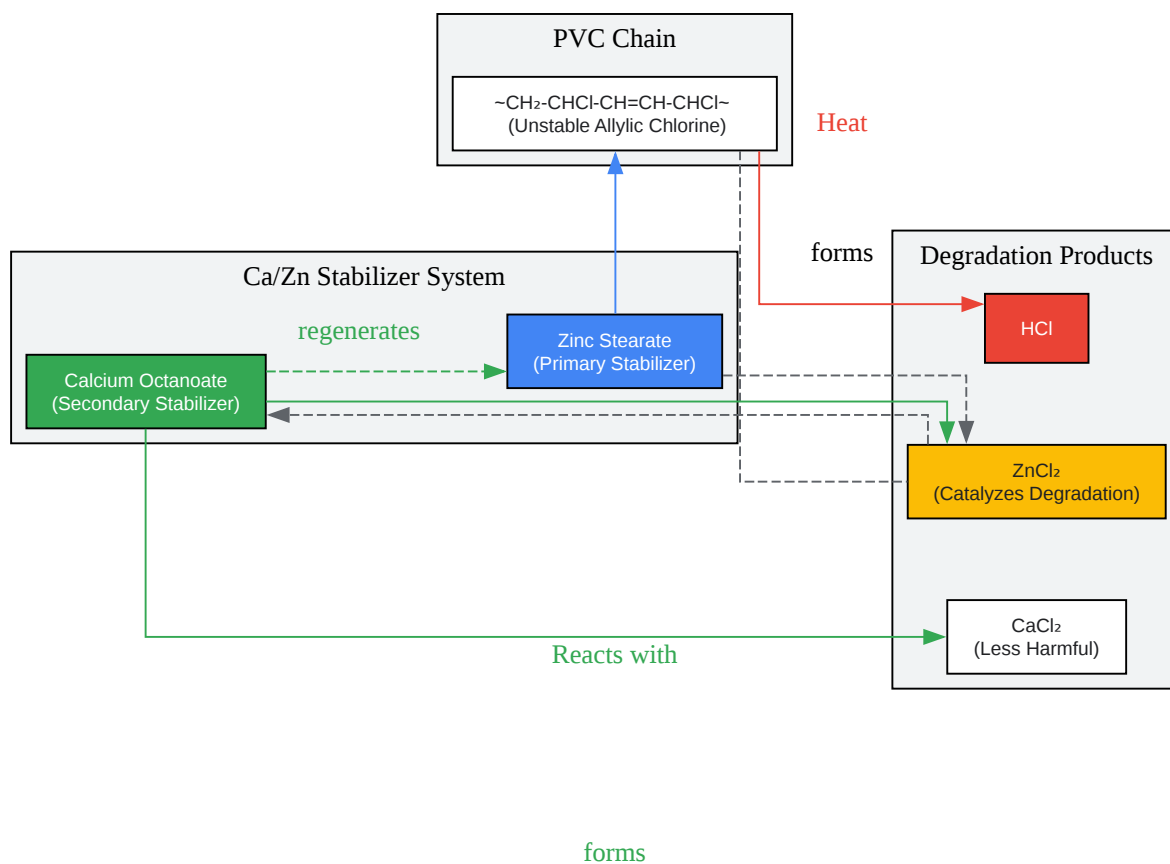 PVC Chain
~CH₂-CHCl-CH=CH-CHCl~
(Unstable Allylic Chlorine)
Heat
forms
Degradation Products
Ca/Zn Stabilizer System
HCl
regenerates
Zinc Stearate
(Primary Stabilizer)
Calcium Octanoate
(Secondary Stabilizer)
ZnCl₂
(Catalyzes Degradation)
CaCl₂
(Less Harmful)
Reacts with
forms